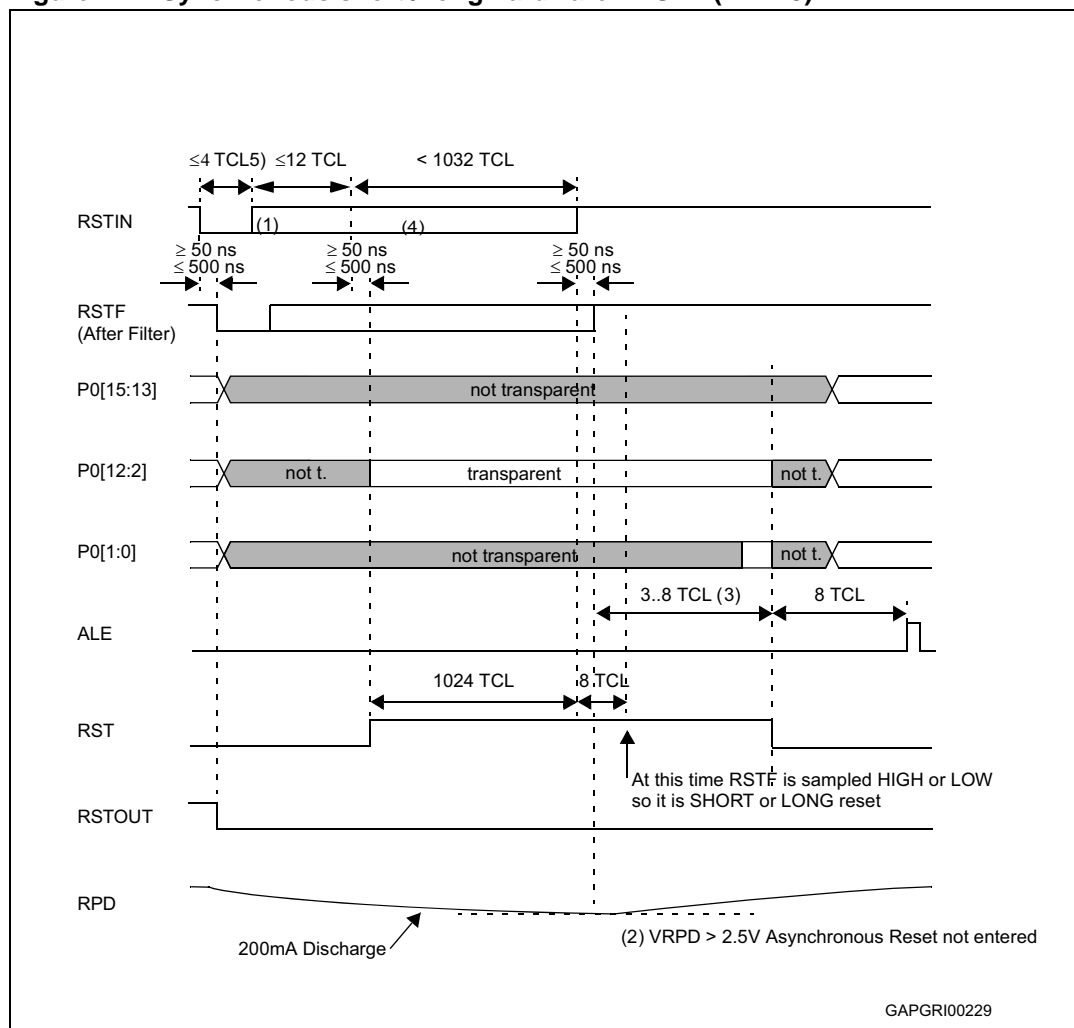 ≤4 TCL5) ≤12 TCL < 1032 TCL
RSTIN
(1) (4)
≥ 50 ns ≥ 50 ns ≥ 50 ns
≤ 500 ns ≤ 500 ns ≤ 500 ns
RSTF
(After Filter)
P0[15:13] not transparent
P0[12:2] not t. transparent not t.
P0[1:0] not transparent not t.
3..8 TCL (3) 8 TCL
ALE
1024 TCL 8 TCL
RST
At this time RSTF is sampled HIGH or LOW
so it is SHORT or LONG reset
RSTOUT
RPD
200mA Discharge
(2) VRPD > 2.5V Asynchronous Reset not entered
GAPGRI00229